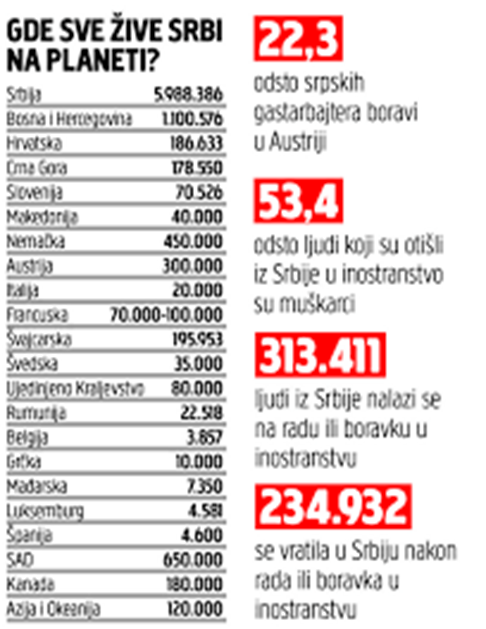 GDE SVE ŽIVE SRBI
NA PLANETI?
Srbija 5.988.386
Bosna i Hercegovina 1.100.576
Hrvatska 186.633
Crna Gora 178.550
Slovenija 70.526
Makedonija 40.000
Nemačka 450.000
Austrija 300.000
Italija 20.000
Francuska 70.000-100.000
Švajcarska 195.953
Švedska 35.000
Ujedinjeno Kraljevstvo 80.000
Rumunija 22.518
Belgija 3.857
Grčka 10.000
Mađarska 7.350
Luksemburg 4.581
Španija 4.600
SAD 650.000
Kanada 180.000
Azija i Okeanija 120.000
22,3
odsto srpskih
gastarbajtera boravi
u Austriji
53,4
odsto ljudi koji su otišli
iz Srbije u inostranstvo
su muškarci
313.411
ljudi iz Srbije nalazi se
na radu ili boravku u
inostranstvu
234.932
se vratila u Srbiju nakon
rada ili boravka u
inostranstvu